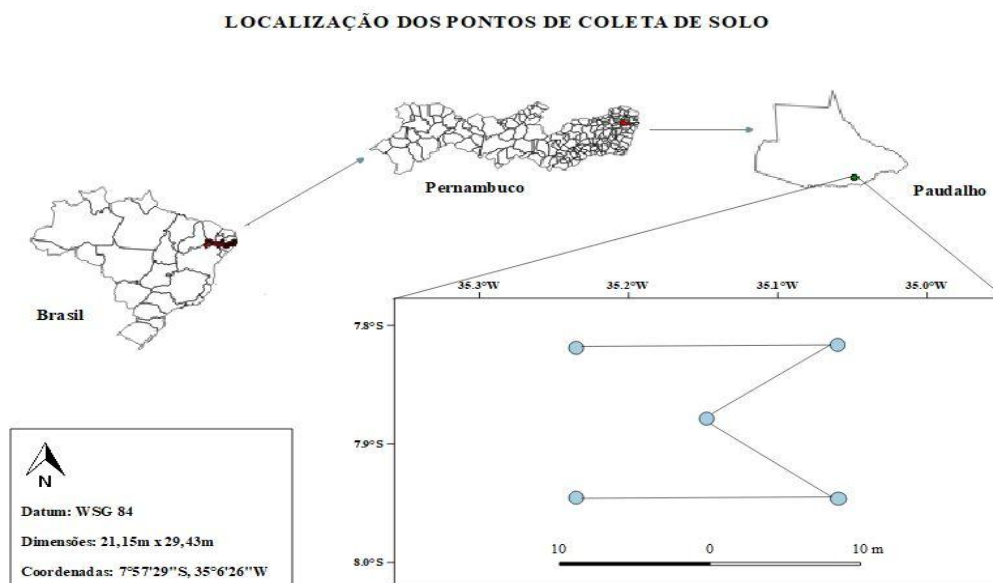 LOCALIZAÇÃO DOS PONTOS DE COLETA DE SOLO
Pernambuco
Paudalho
Brasil
35.3°W 35.2°W 35.1°W 35.0°W
7.8°S
7.9°S
8.0°S
10 0 10 m
N
Datum: WSG 84
Dimensões: 21,15m x 29,43m
Coordenadas: 7°57'29"S, 35°6'26"W